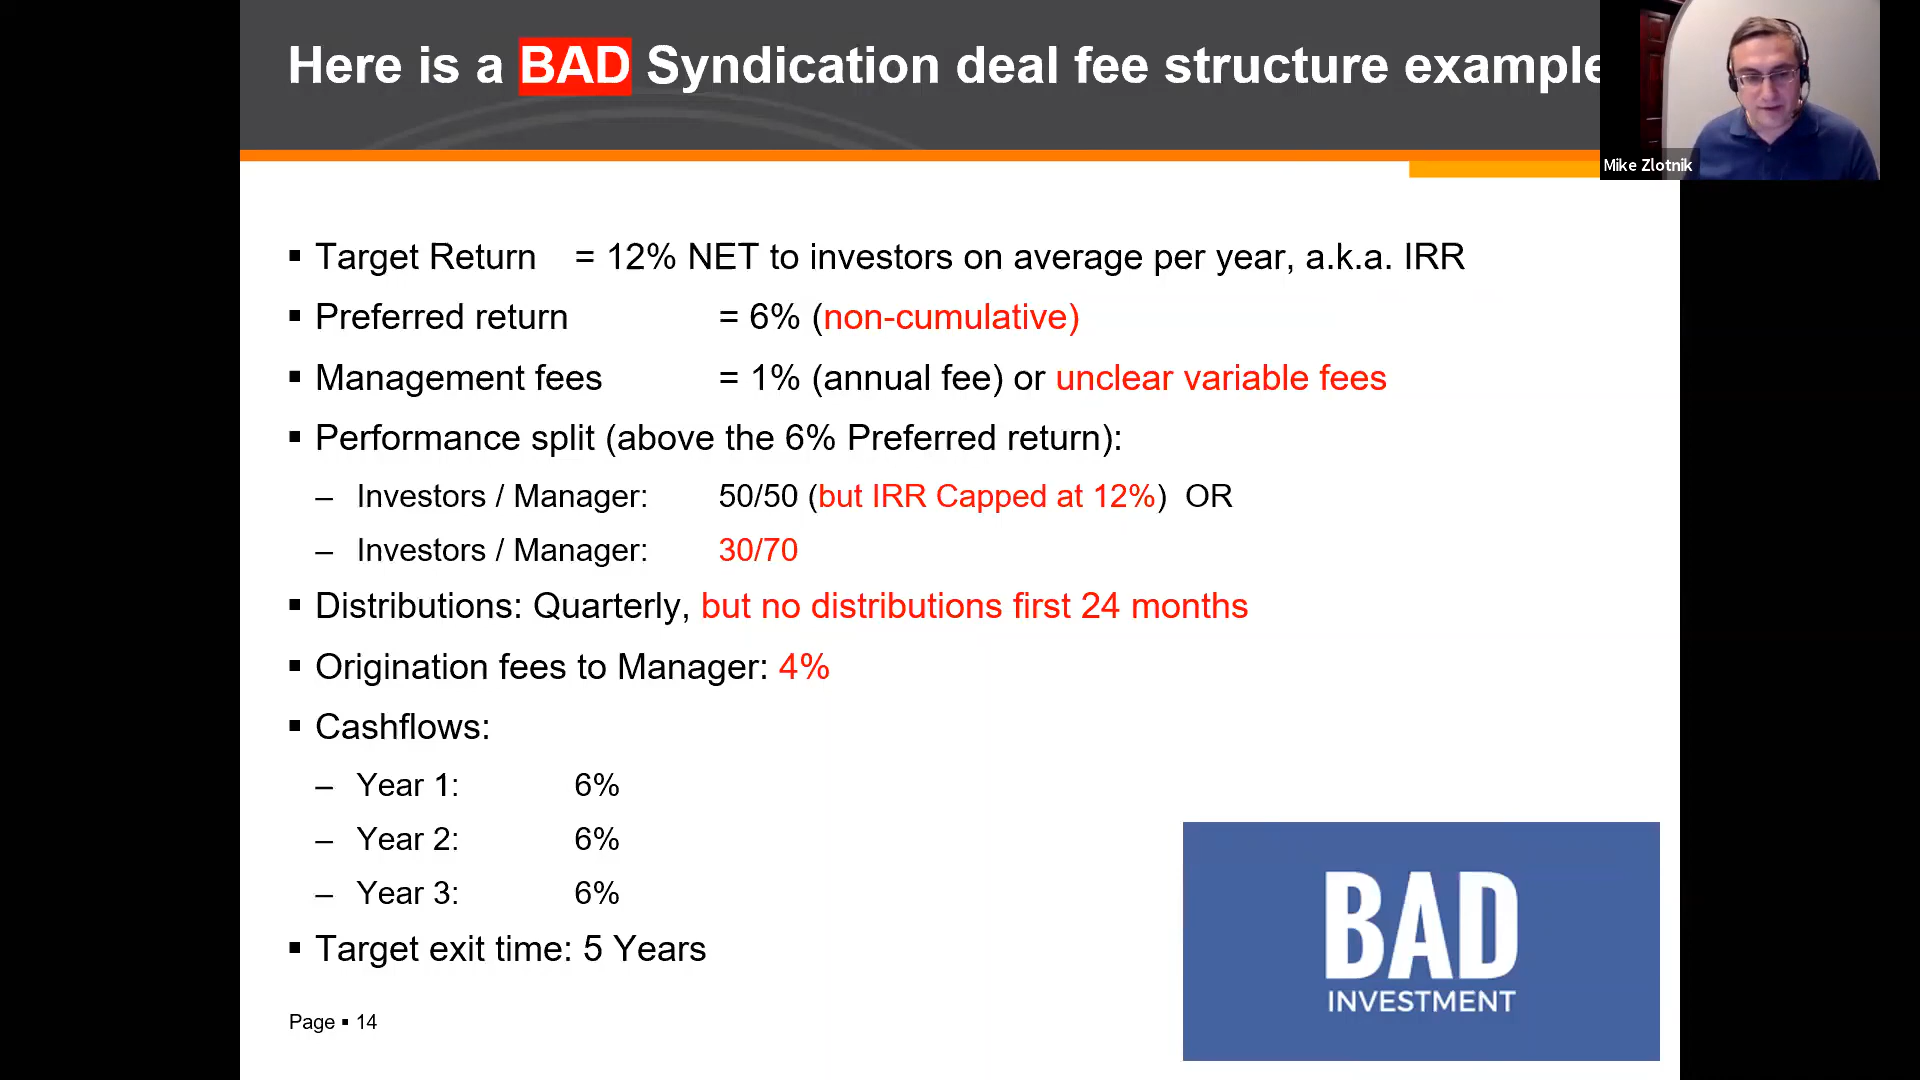 Here is a BAD Syndication deal fee structure example
Mike Zlotnik
▪ Target Return = 12% NET to investors on average per year, a.k.a. IRR
▪ Preferred return = 6% (non-cumulative)
▪ Management fees = 1% (annual fee) or unclear variable fees
▪ Performance split (above the 6% Preferred return):
– Investors / Manager: 50/50 (but IRR Capped at 12%) OR
– Investors / Manager: 30/70
▪ Distributions: Quarterly, but no distributions first 24 months
▪ Origination fees to Manager: 4%
▪ Cashflows:
– Year 1: 6%
– Year 2: 6%
– Year 3: 6%
▪ Target exit time: 5 Years
BAD
INVESTMENT
Page ▪ 14